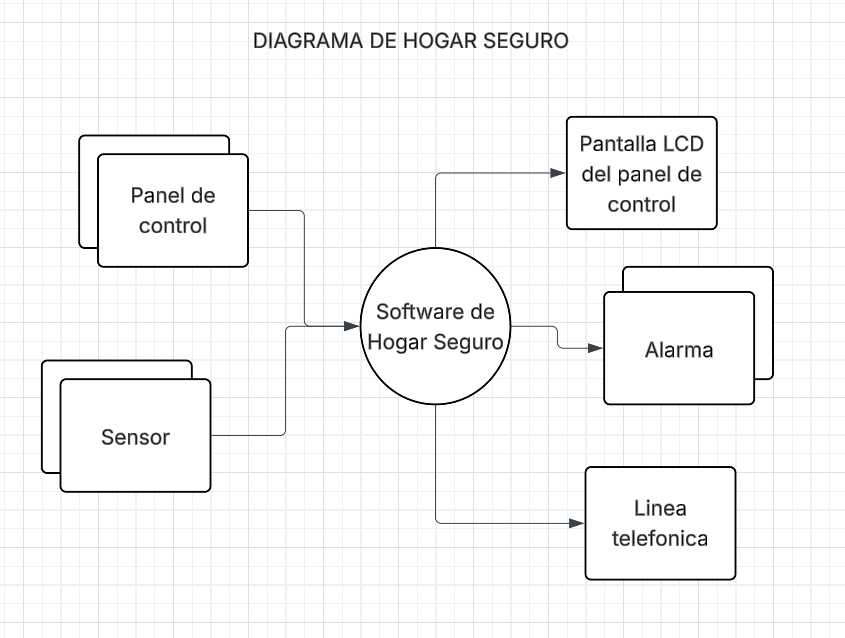 DIAGRAMA DE HOGAR SEGURO
Panel de
control
Sensor
Software de
Hogar Seguro
Pantalla LCD
del panel de
control
Alarma
Linea
telefonica